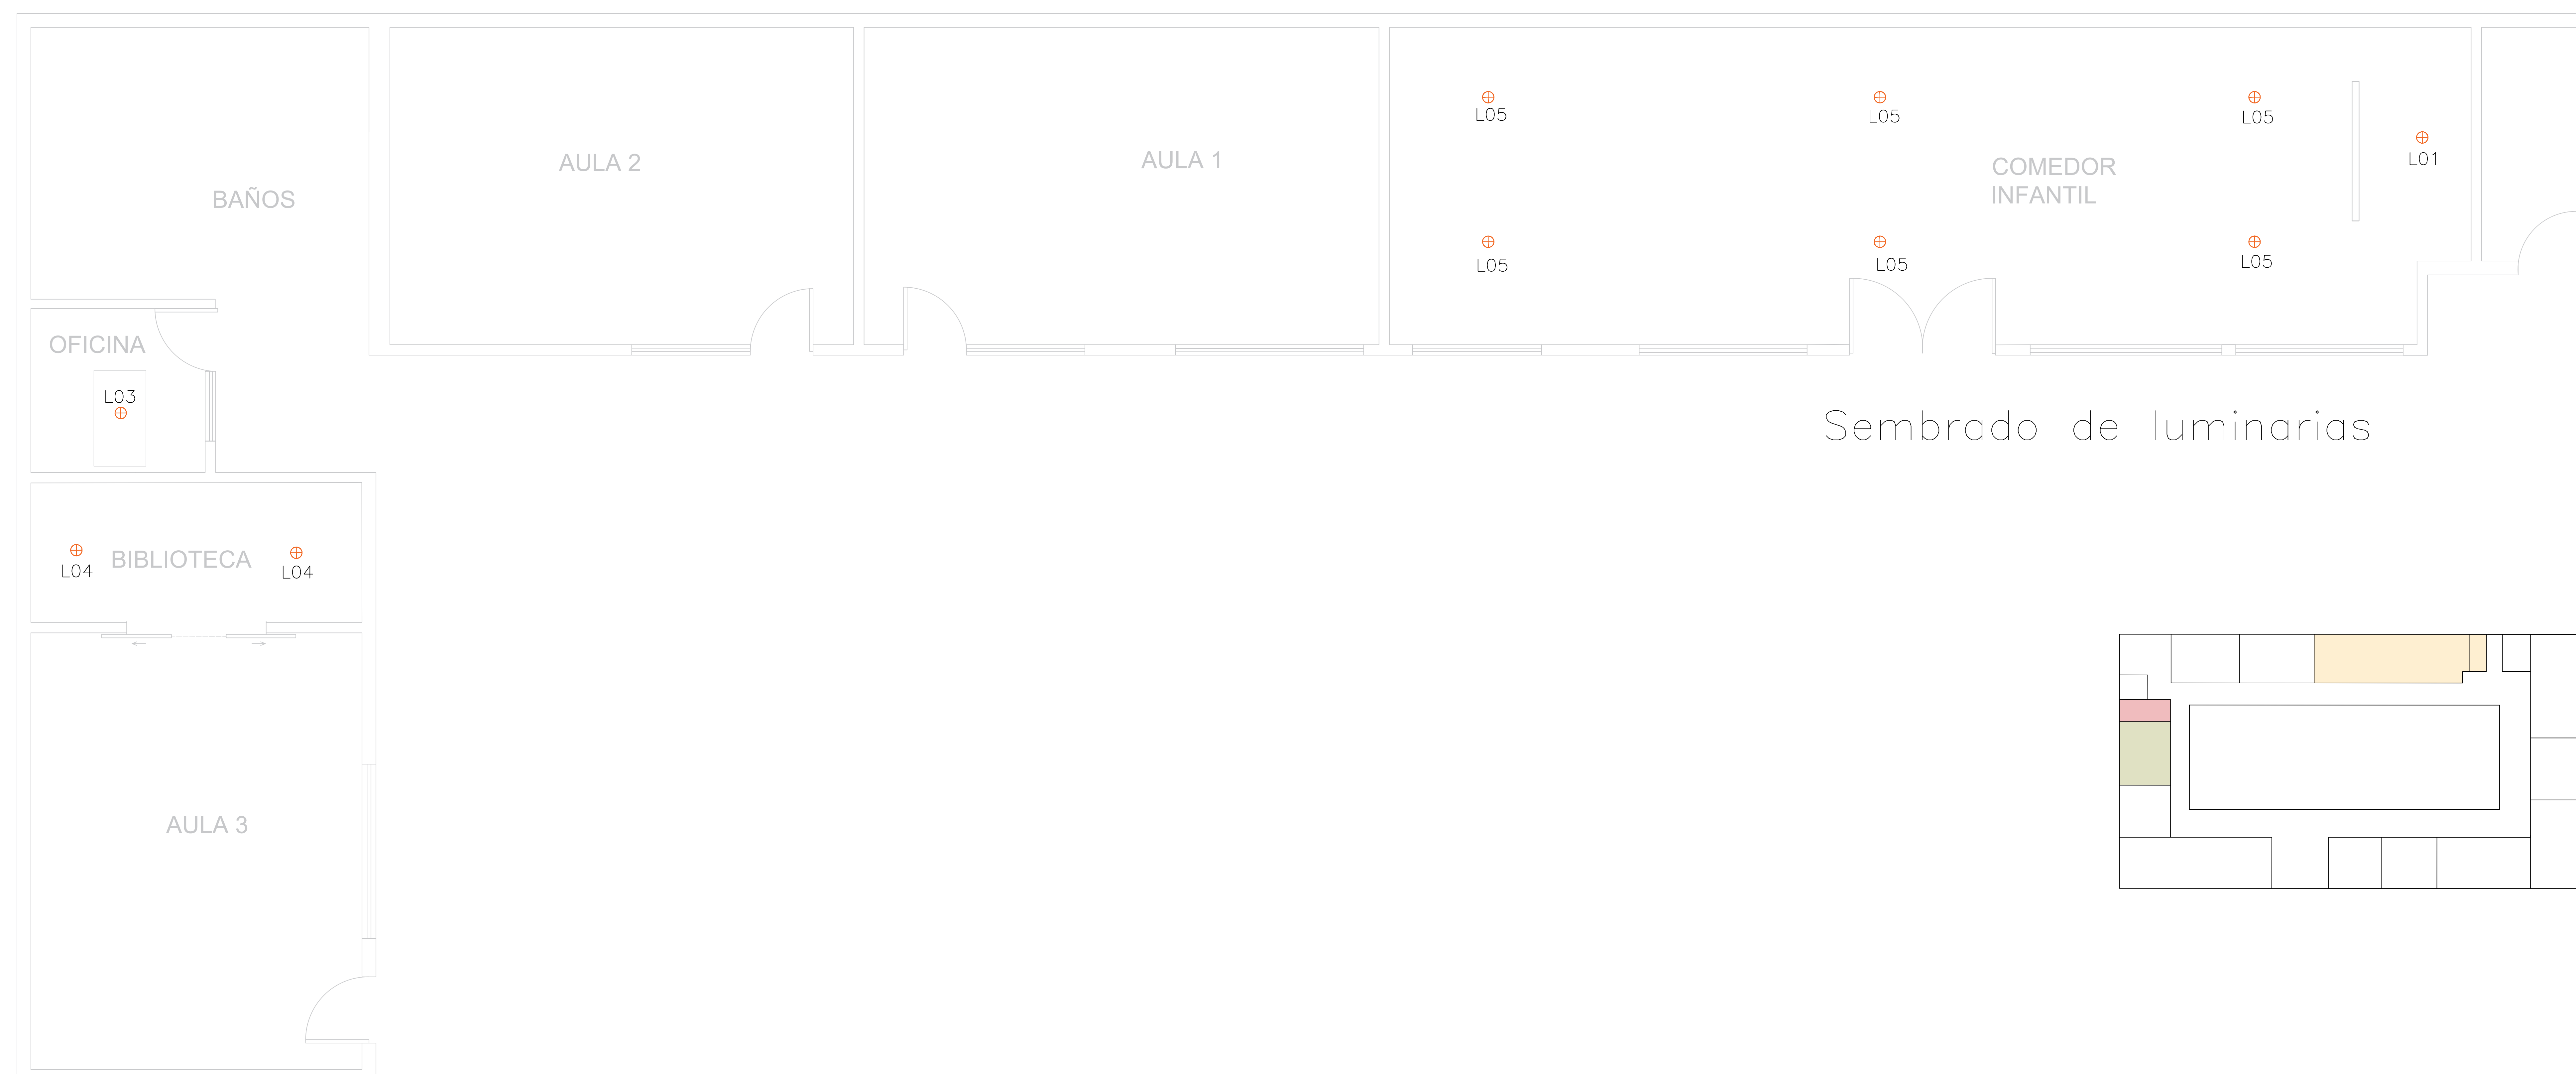 L05
L05
L05
L01
AULA 2
AULA 1
COMEDOR
INFANTIL
BAÑOS
L05
L05
L05
OFICINA
L03
Sembrado de luminarias
BIBLIOTECA
L04
L04
AULA 3